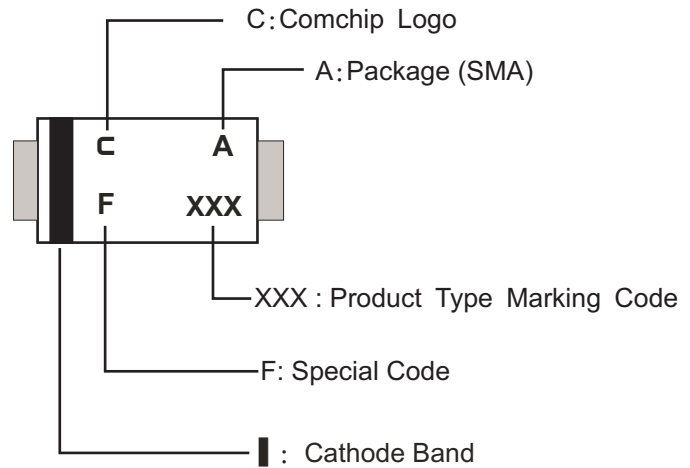 C:Comchip Logo
A:Package (SMA)
C A
F XXX
XXX : Product Type Marking Code
F: Special Code
: Cathode Band